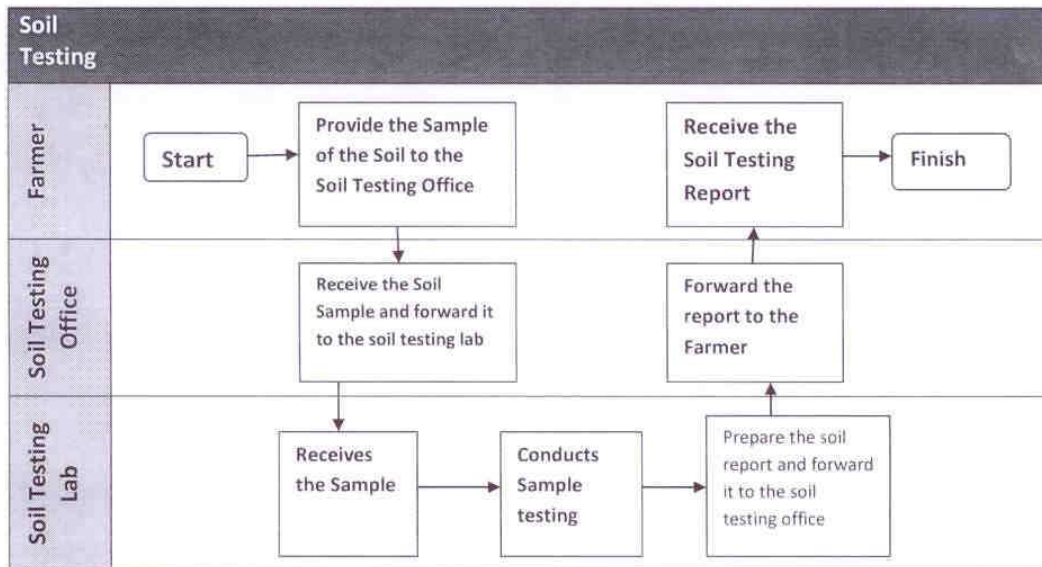 Soil
Testing
Farmer
Start
Provide the Sample
of the Soil to the
Soil Testing Office
Receive the
Soil Testing
Report
Finish
Soil Testing
Office
Receive the Soil
Sample and forward it
to the soil testing lab
Forward the
report to the
Farmer
Soil Testing
Lab
Receives
the Sample
Conducts
Sample
testing
Prepare the soil
report and forward
it to the soil
testing office